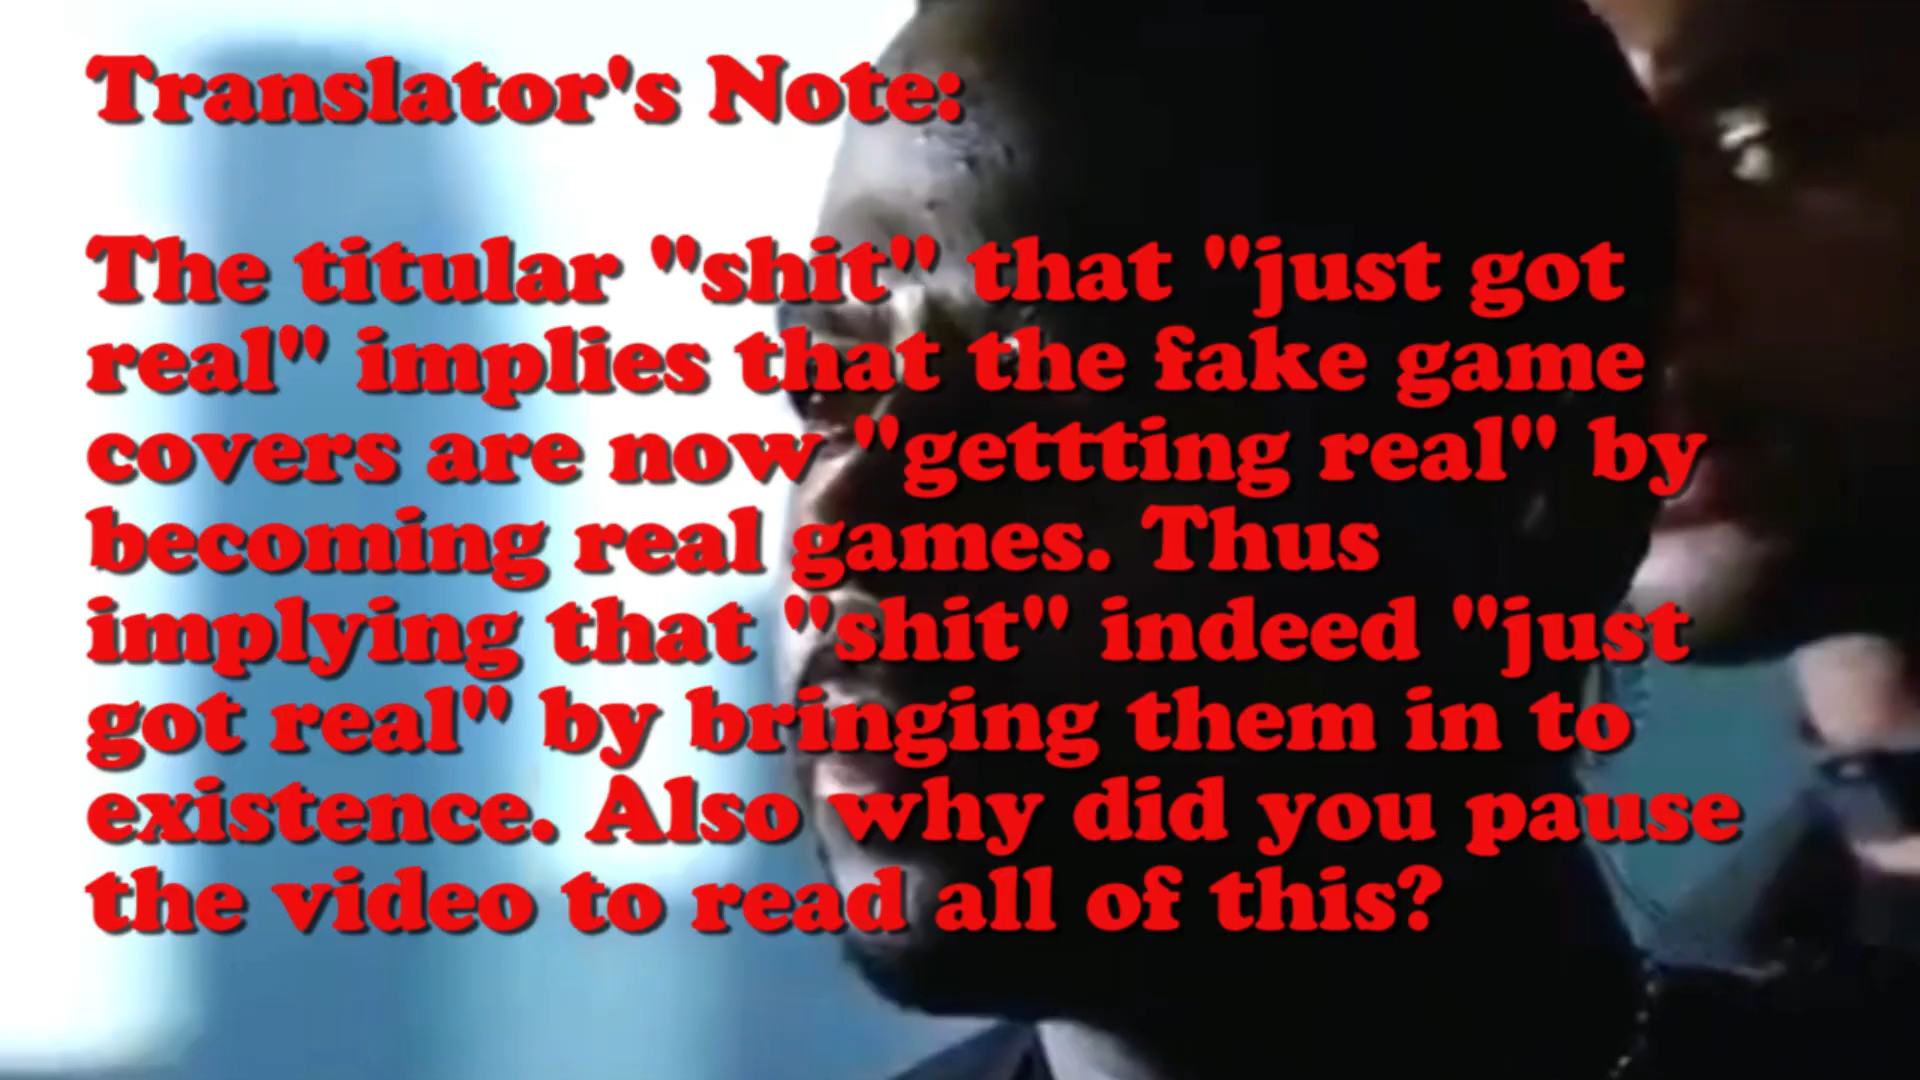 Translator's Note:
The titular "shit" that "just got
real" implies that the fake game
covers are now "gettting real" by
becoming real games. Thus
implying that "shit" indeed "just
got real" by bringing them in to
existence. Also why did you pause
the video to read all of this?